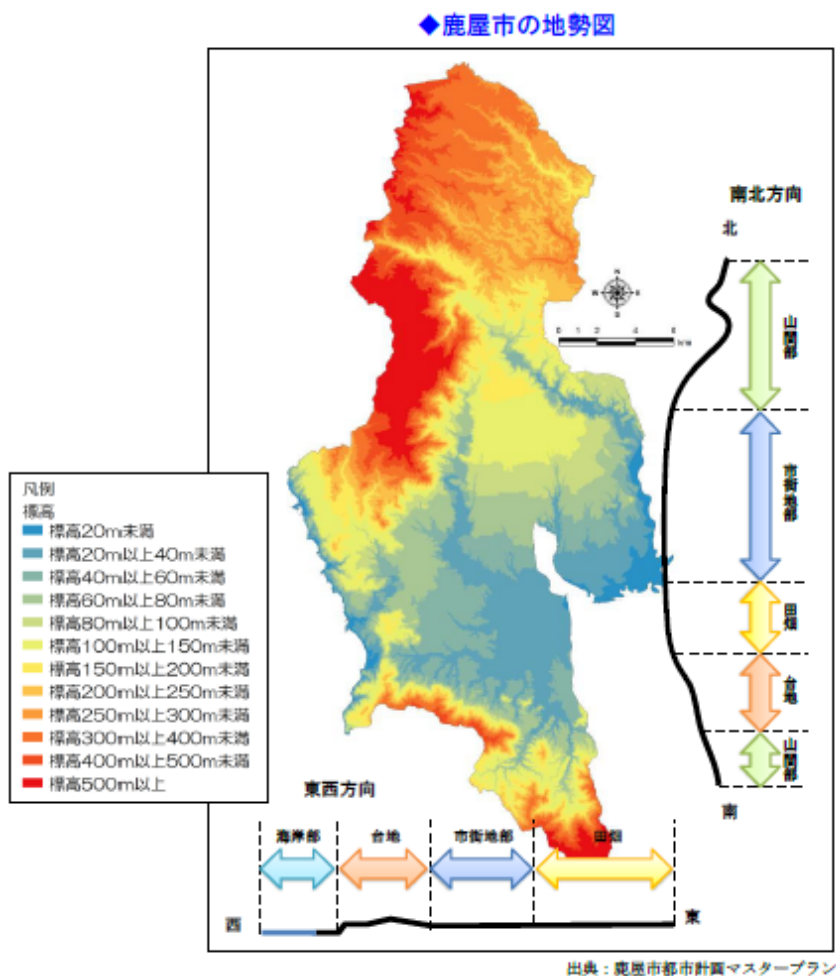 ◆鹿屋市の地勢図
南北方向
北
N
W E
S
0 1 2 4 6
km
山間部
市街地部
田畑
台地
山間部
南
凡例
標高
標高20m未満
標高20m以上40m未満
標高40m以上60m未満
標高60m以上80m未満
標高80m以上100m未満
標高100m以上150m未満
標高150m以上200m未満
標高200m以上250m未満
標高250m以上300m未満
標高300m以上400m未満
標高400m以上500m未満
標高500m以上
東西方向
海岸部 台地 市街地部 田畑
西 東
出典：鹿屋市都市計画マスタープラン